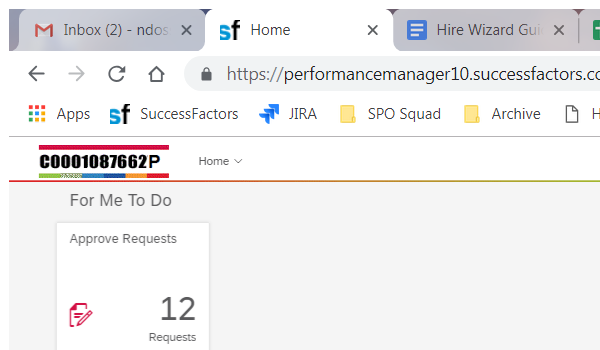 Inbox (2) - ndos
sf Home
Hire Wizard Gui
https://performancemanager10.successfactors.co
Apps
sf SuccessFactors
JIRA
SPO Squad
Archive
H
C0001087662P
Home
For Me To Do
Approve Requests
12
Requests